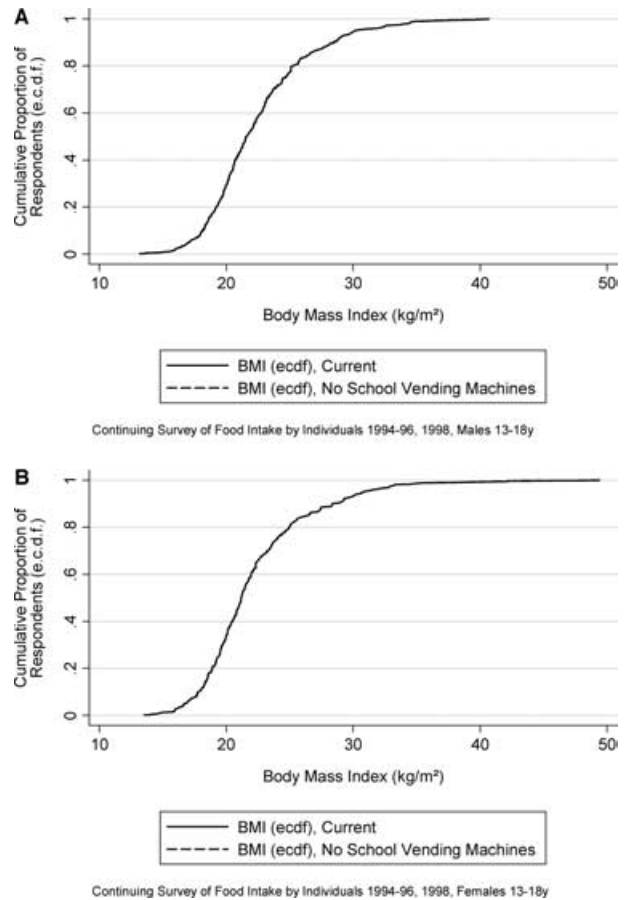 A
Cumulative Proportion of
Respondents (e.c.d.f.)
1
.8
.6
.4
.2
0
10 20 30 40 500
Body Mass Index (kg/m²)
BMI (ecdf), Current
BMI (ecdf), No School Vending Machines
Continuing Survey of Food Intake by Individuals 1994-96, 1998, Males 13-18y
B
Cumulative Proportion of
Respondents (e.c.d.f.)
1
.8
.6
.4
.2
0
10 20 30 40 500
Body Mass Index (kg/m²)
BMI (ecdf), Current
BMI (ecdf), No School Vending Machines
Continuing Survey of Food Intake by Individuals 1994-96, 1998, Females 13-18y